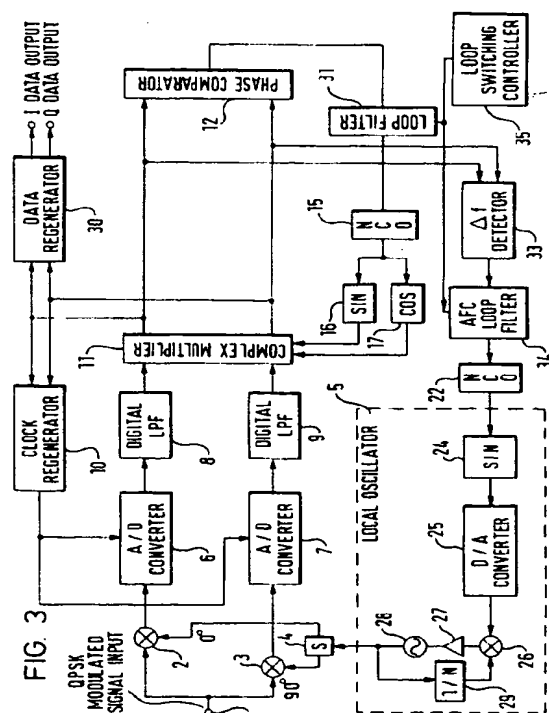 FIG. 3
QPSK
MODULATED
SIGNAL INPUT
2
3
0°
90°
S
4
CLOCK
REGENERATOR
10
A/D
CONVERTER
6
A/D
CONVERTER
7
DIGITAL
LPF
8
DIGITAL
LPF
9
DATA
REGENERATOR
30
I DATA OUTPUT
Q DATA OUTPUT
COMPLEX MULTIPLIER
11
PHASE COMPARATOR
12
SIN
16
COS
17
NCO
15
LOOP FILTER
31
LOOP
SWITCHING
CONTROLLER
35
Δf
DETECTOR
33
AFC
LOOP
FILTER
34
NCO
22
5
LOCAL OSCILLATOR
SIN
24
D/A
CONVERTER
25
26
27
28
1/N
29